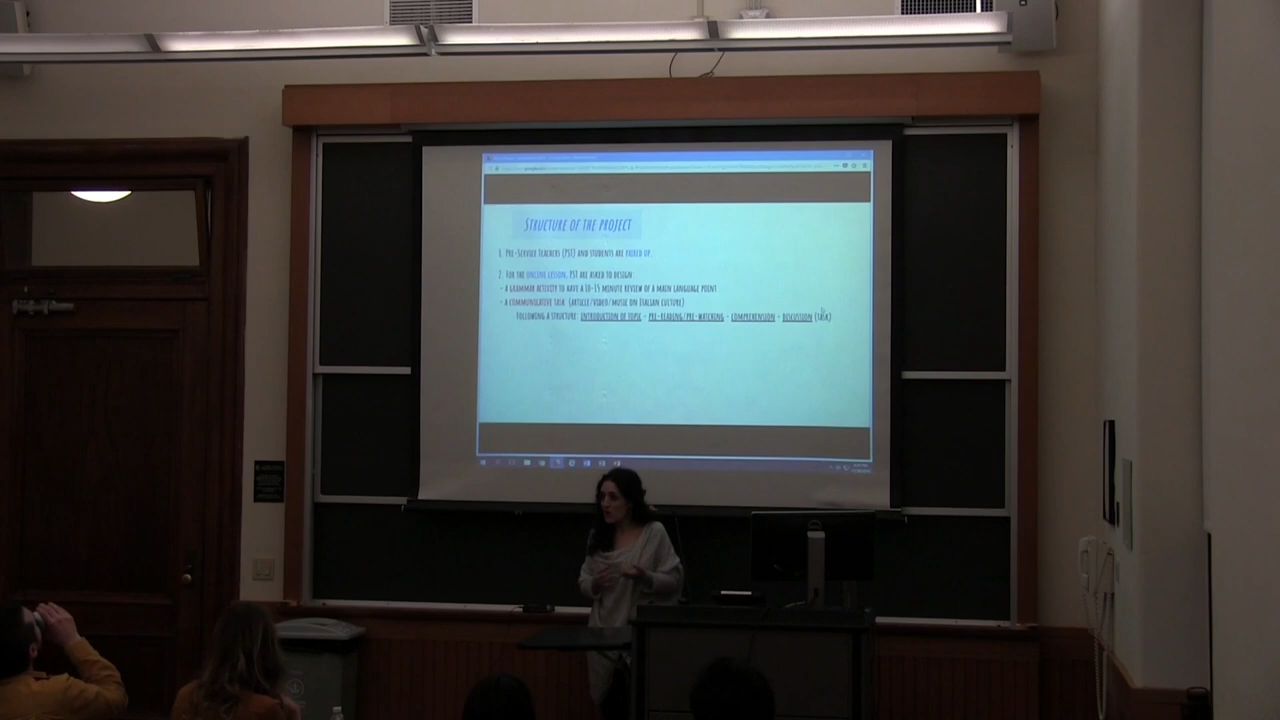 STRUCTURE OF THE PROJECT
1. PRE-SERVICE TEACHERS (PST) AND STUDENTS ARE PAIRED UP.
2. FOR THE ONLINE LESSON, PST ARE ASKED TO DESIGN:
- A GRAMMAR ACTIVITY TO HAVE A 10-15 MINUTE REVIEW OF A MAIN LANGUAGE POINT
- A COMMUNICATIVE TASK (ARTICLE/VIDEO/MUSIC ON ITALIAN CULTURE)
FOLLOWING A STRUCTURE: INTRODUCTION OF TOPIC - PRE-READING/PRE-WATCHING - COMPREHENSION - DISCUSSION (TASK)